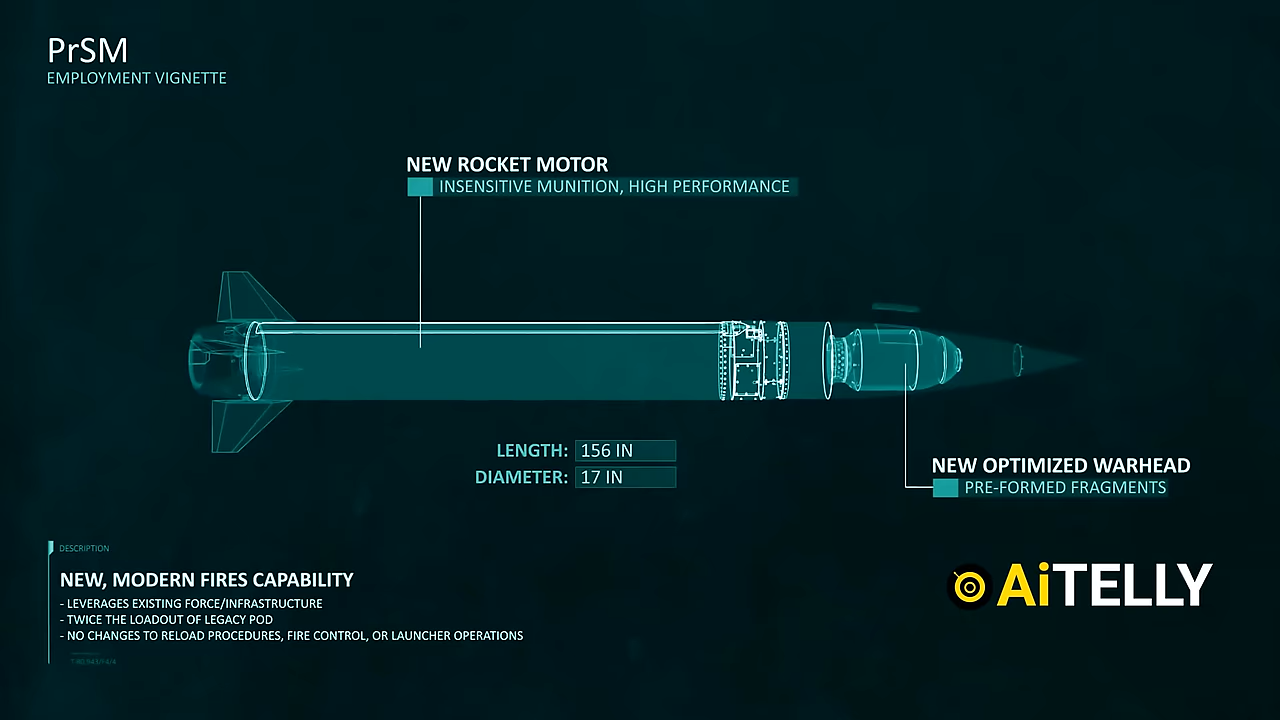 PrSM
EMPLOYMENT VIGNETTE
NEW ROCKET MOTOR
INSENSITIVE MUNITION, HIGH PERFORMANCE
LENGTH: 156 IN
DIAMETER: 17 IN
NEW OPTIMIZED WARHEAD
PRE-FORMED FRAGMENTS
DESCRIPTION
NEW, MODERN FIRES CAPABILITY
- LEVERAGES EXISTING FORCE/INFRASTRUCTURE
- TWICE THE LOADOUT OF LEGACY POD
- NO CHANGES TO RELOAD PROCEDURES, FIRE CONTROL, OR LAUNCHER OPERATIONS
AiTELLY